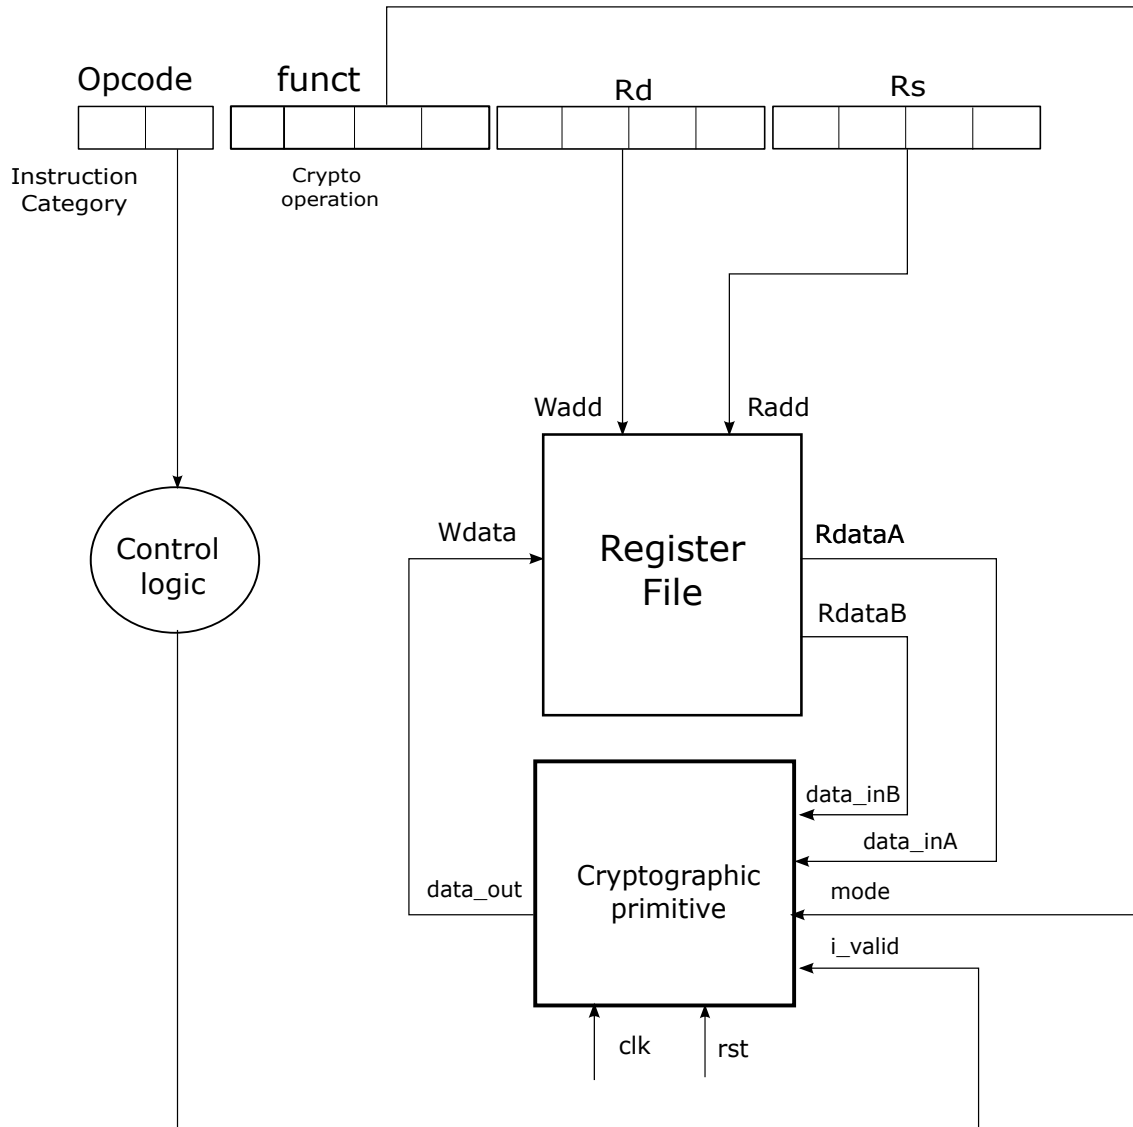 Opcode
funct
Rd
Rs
Instruction
Category
Crypto
operation
Wadd
Radd
Control
logic
Wdata
Register
File
RdataA
RdataB
data_inB
data_inA
Cryptographic
primitive
data_out
mode
i_valid
clk
rst